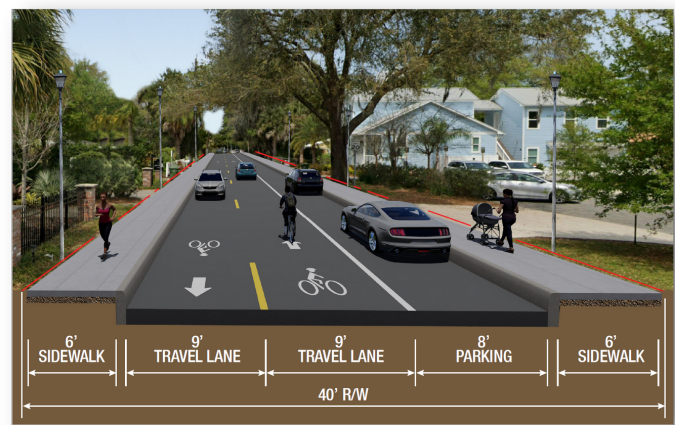 6'
SIDEWALK
9'
TRAVEL LANE
9'
TRAVEL LANE
8'
PARKING
6'
SIDEWALK
40' R/W